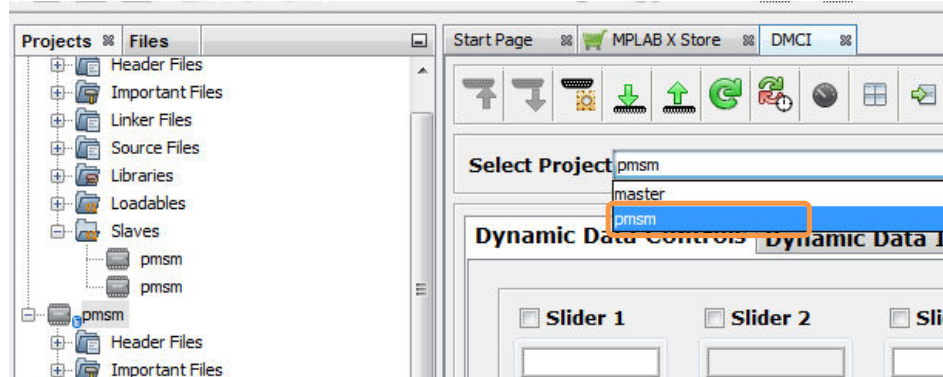 Projects Files
Start Page MPLAB X Store DMCI
Header Files
Important Files
Linker Files
Source Files
Libraries
Loadables
Slaves
pmsm
pmsm
pmsm
Header Files
Important Files
Select Project pmsm
master
pmsm
Dynamic Data Controls Dynamic Data I
Slider 1 Slider 2 Sli